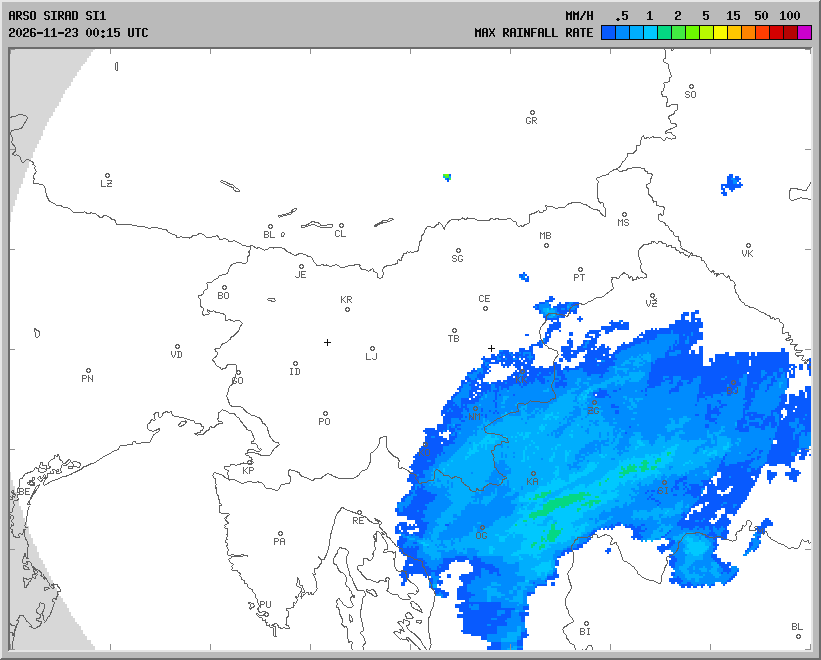 ARSO SIRAD SI1
2026-11-23 00:15 UTC
MM/H .5 1 2 5 15 50 100
MAX RAINFALL RATE
SO
GR
LZ
MS
BL
CL
MB
VK
SG
JE
PT
BO
KR
CE
VZ
TB
VD
LJ
ID
PN
GO
PO
KP
KA
BE
RE
OG
PA
PU
BI
BL